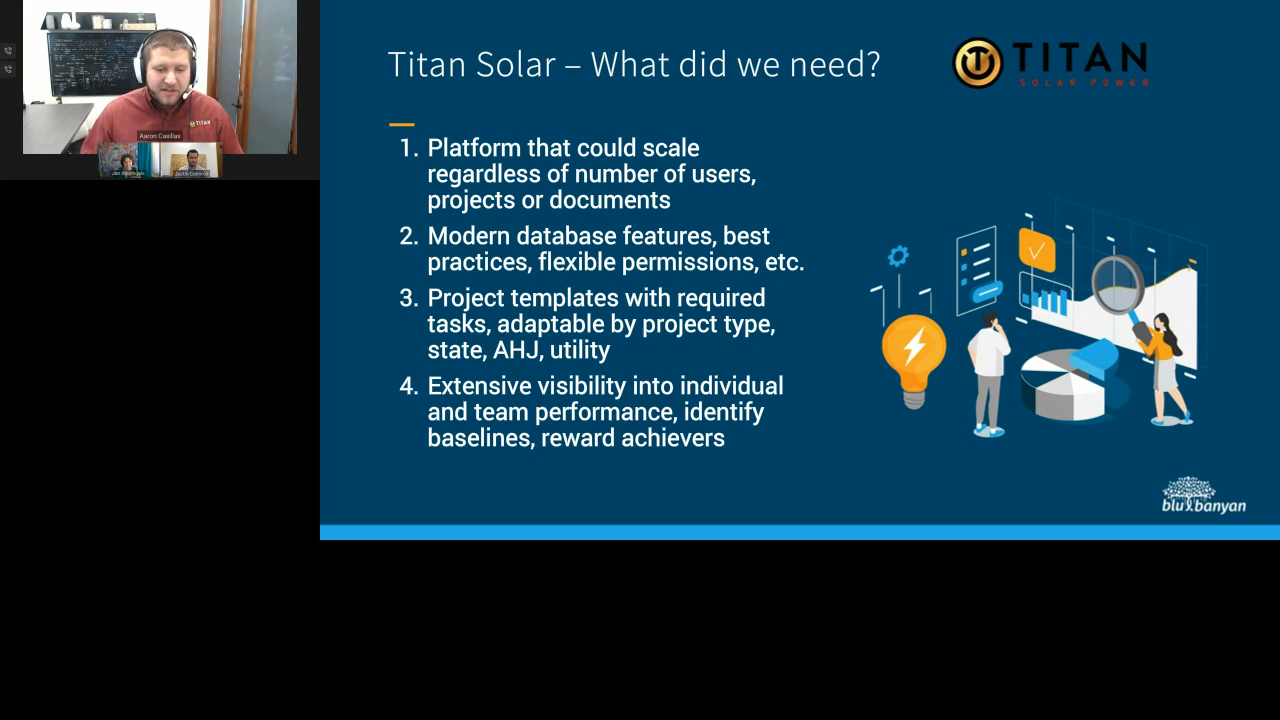 Titan Solar – What did we need?
TITAN
SOLAR POWER
1. Platform that could scale
regardless of number of users,
projects or documents
2. Modern database features, best
practices, flexible permissions, etc.
3. Project templates with required
tasks, adaptable by project type,
state, AHJ, utility
4. Extensive visibility into individual
and team performance, identify
baselines, reward achievers
blu banyan
TITAN
Aaron Casillas